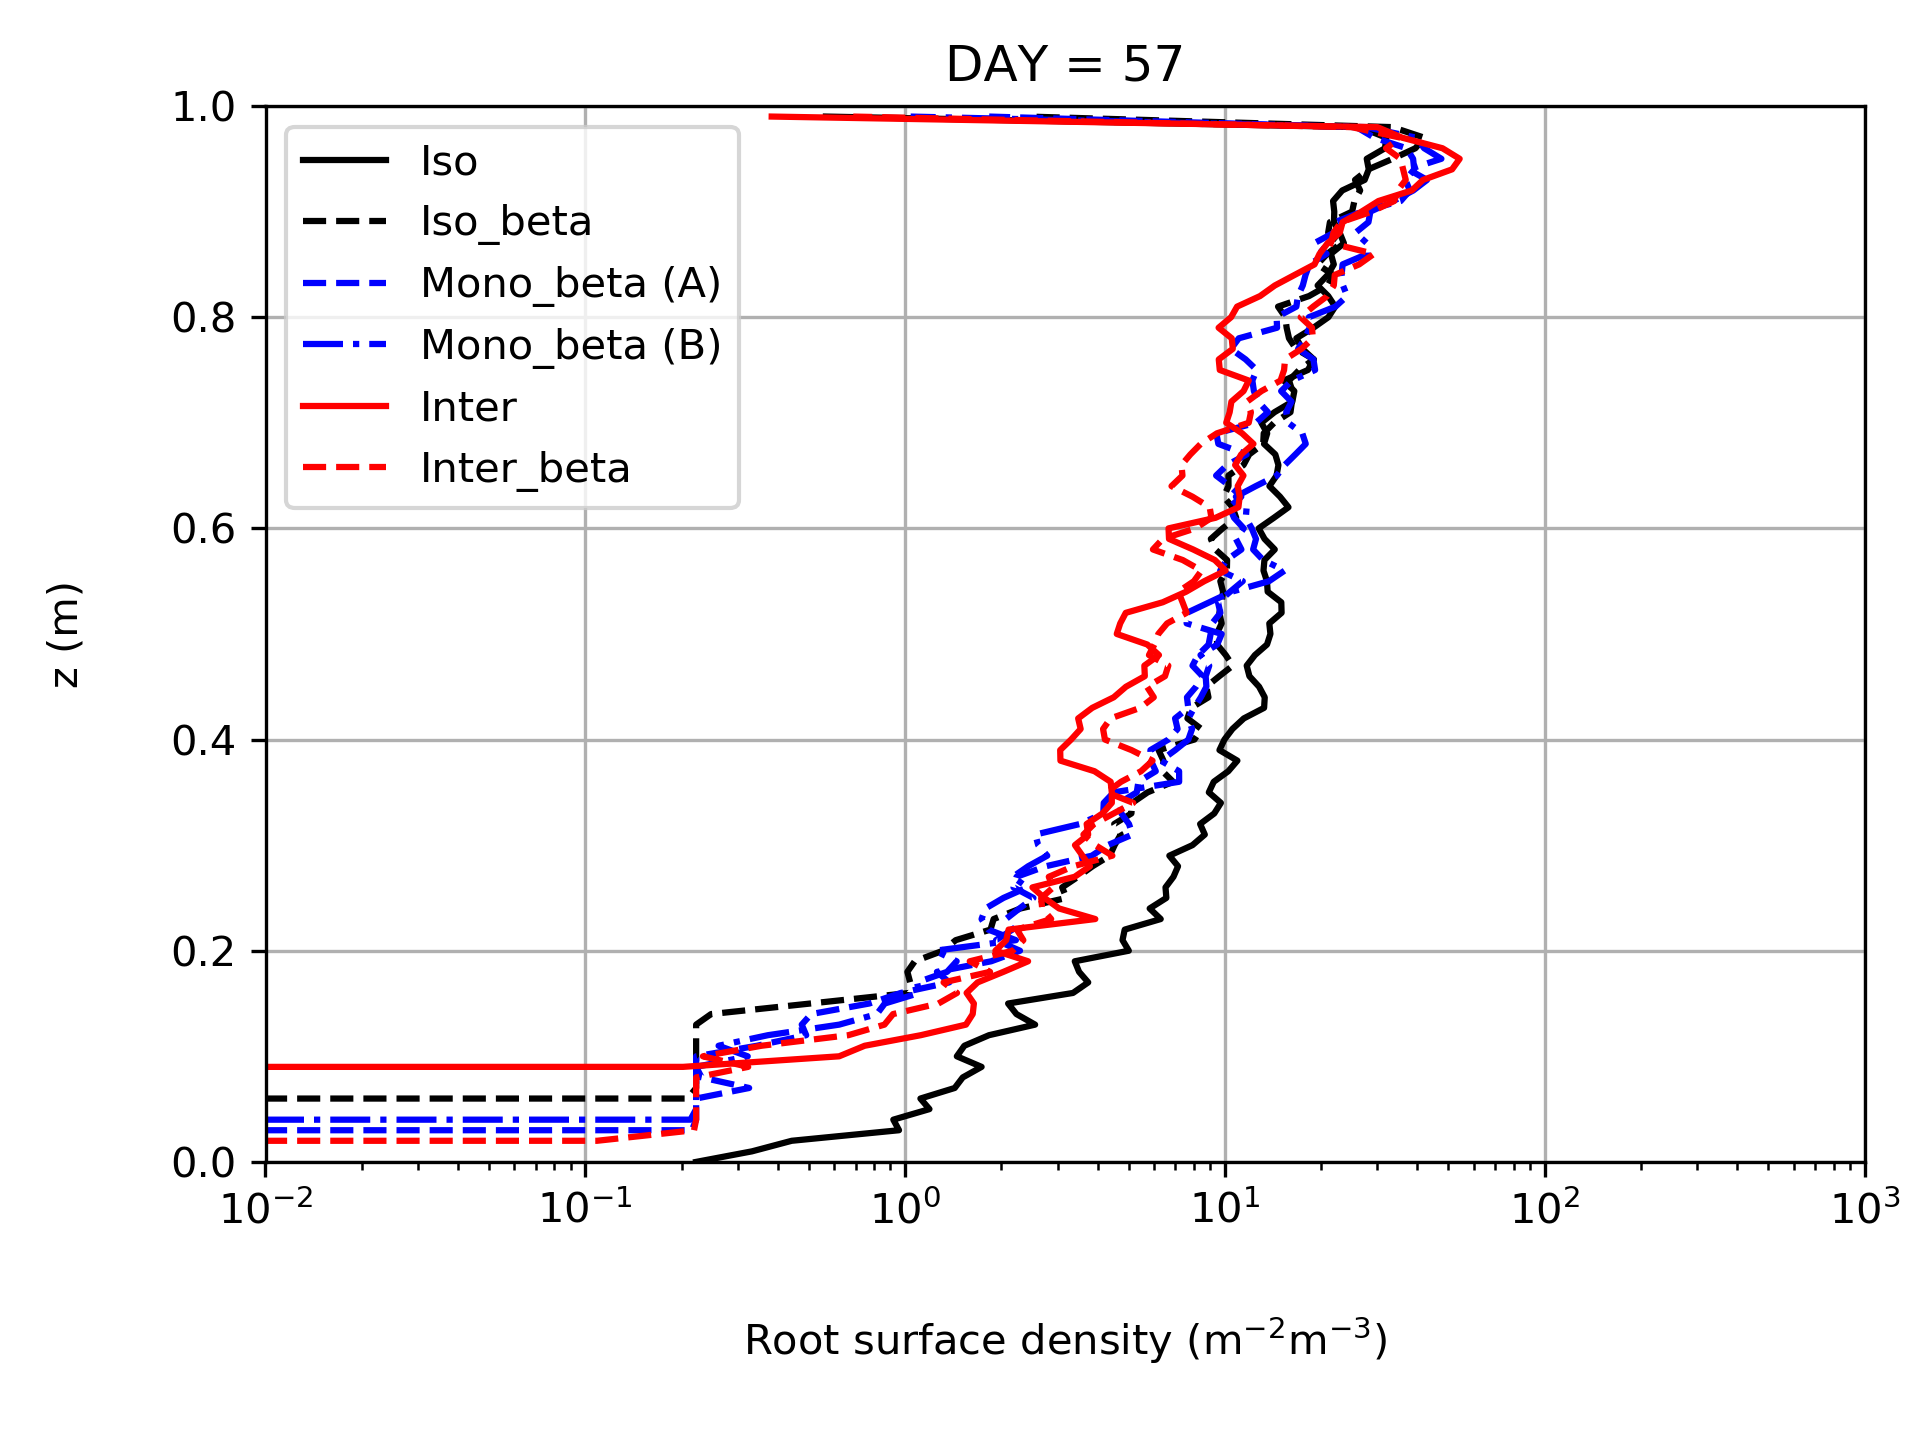 DAY = 57
1.0
0.8
0.6
0.4
0.2
0.0
z (m)
Iso
Iso_beta
Mono_beta (A)
Mono_beta (B)
Inter
Inter_beta
10⁻² 10⁻¹ 10⁰ 10¹ 10² 10³
Root surface density (m⁻²m⁻³)